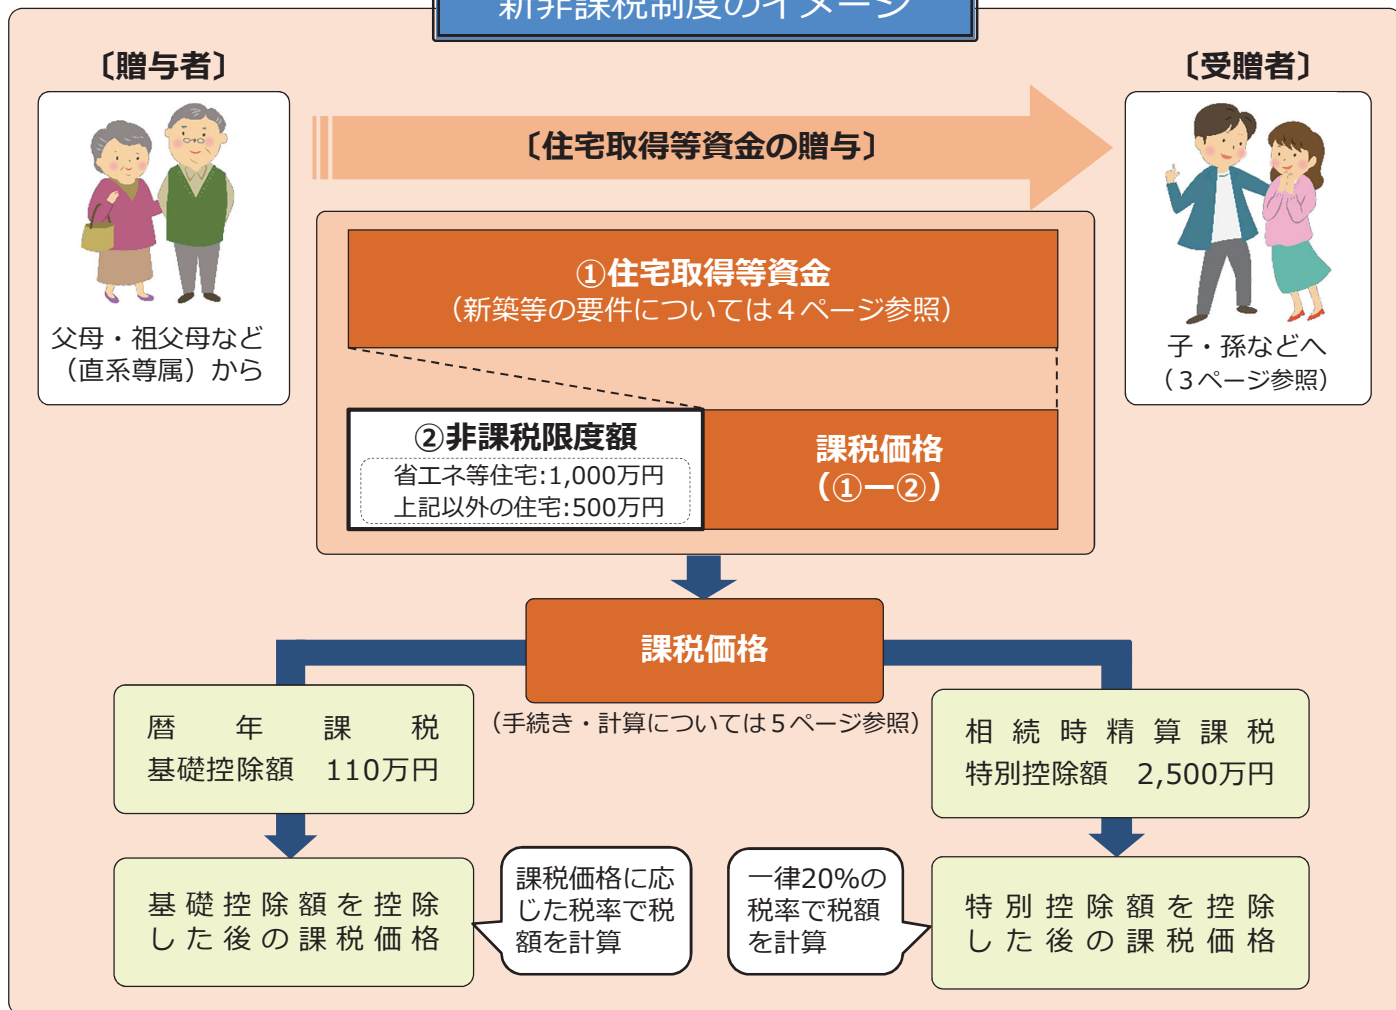 新非課税制度のイメージ
〔贈与者〕
〔受贈者〕
〔住宅取得等資金の贈与〕
父母・祖父母など
（直系尊属）から
子・孫などへ
（３ページ参照）
①住宅取得等資金
（新築等の要件については４ページ参照）
②非課税限度額
省エネ等住宅:1,000万円
上記以外の住宅:500万円
課税価格
（①―②）
課税価格
（手続き・計算については５ページ参照）
暦年課税
基礎控除額　110万円
相続時精算課税
特別控除額　2,500万円
基礎控除額を控除
した後の課税価格
課税価格に応
じた税率で税
額を計算
一律20%の
税率で税額
を計算
特別控除額を控除
した後の課税価格